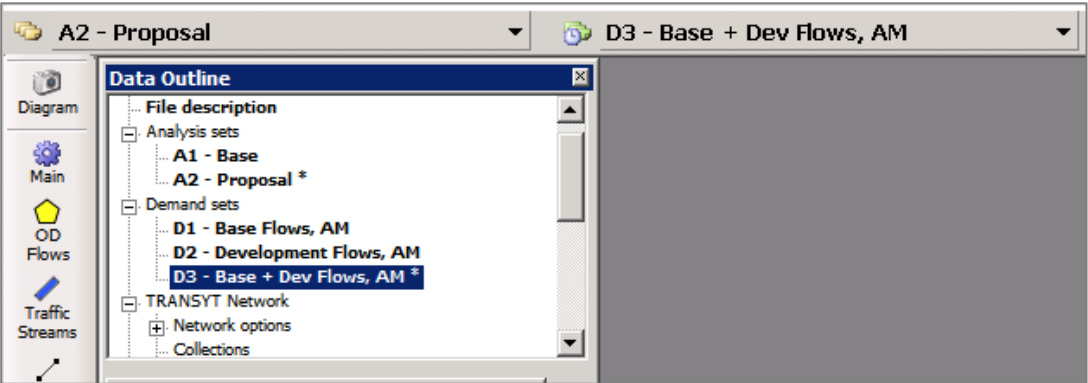 A2 - Proposal
D3 - Base + Dev Flows, AM
Diagram
Main
OD
Flows
Traffic
Streams
Data Outline
File description
Analysis sets
A1 - Base
A2 - Proposal *
Demand sets
D1 - Base Flows, AM
D2 - Development Flows, AM
D3 - Base + Dev Flows, AM *
TRANSYT Network
Network options
Collections